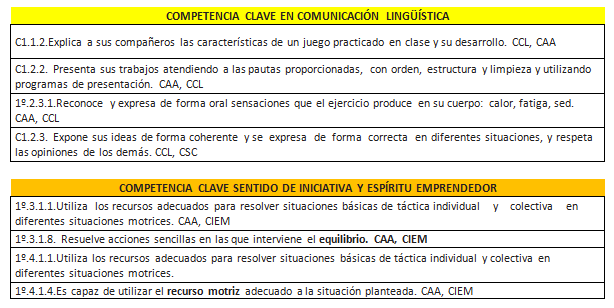 COMPETENCIA CLAVE EN COMUNICACIÓN LINGÜÍSTICA
C1.1.2.Explica a sus compañeros las características de un juego practicado en clase y su desarrollo. CCL, CAA
C1.2.2. Presenta sus trabajos atendiendo a las pautas proporcionadas, con orden, estructura y limpieza y utilizando
programas de presentación. CAA, CCL
1º.2.3.1.Reconoce y expresa de forma oral sensaciones que el ejercicio produce en su cuerpo: calor, fatiga, sed.
CAA, CCL
C1.2.3. Expone sus ideas de forma coherente y se expresa de forma correcta en diferentes situaciones, y respeta
las opiniones de los demás. CCL, CSC
COMPETENCIA CLAVE SENTIDO DE INICIATIVA Y ESPÍRITU EMPRENDEDOR
1º.3.1.1.Utiliza los recursos adecuados para resolver situaciones básicas de táctica individual y colectiva en
diferentes situaciones motrices. CAA, CIEM
1º.3.1.8. Resuelve acciones sencillas en las que interviene el equilibrio. CAA, CIEM
1º.4.1.1.Utiliza los recursos adecuados para resolver situaciones básicas de táctica individual y colectiva en
diferentes situaciones motrices.
1º.4.1.4.Es capaz de utilizar el recurso motriz adecuado a la situación planteada. CAA, CIEM